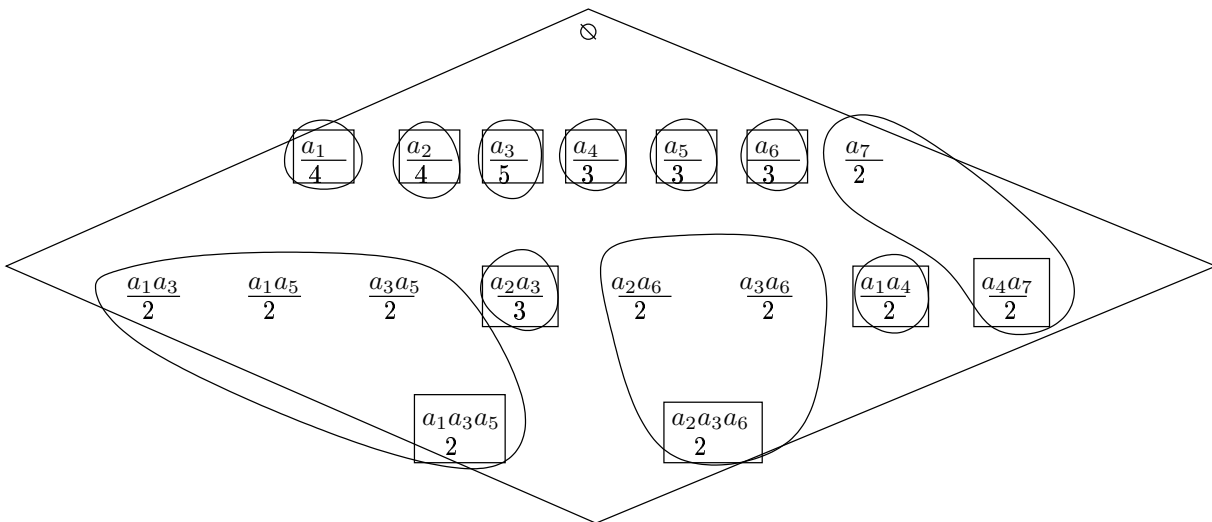 ∅
a₁ a₂ a₃ a₄ a₅ a₆ a₇
4 4 5 3 3 3 2
a₁a₃ a₁a₅ a₃a₅ a₂a₃ a₂a₆ a₃a₆ a₁a₄ a₄a₇
2 2 2 3 2 2 2 2
a₁a₃a₅ a₂a₃a₆
2 2